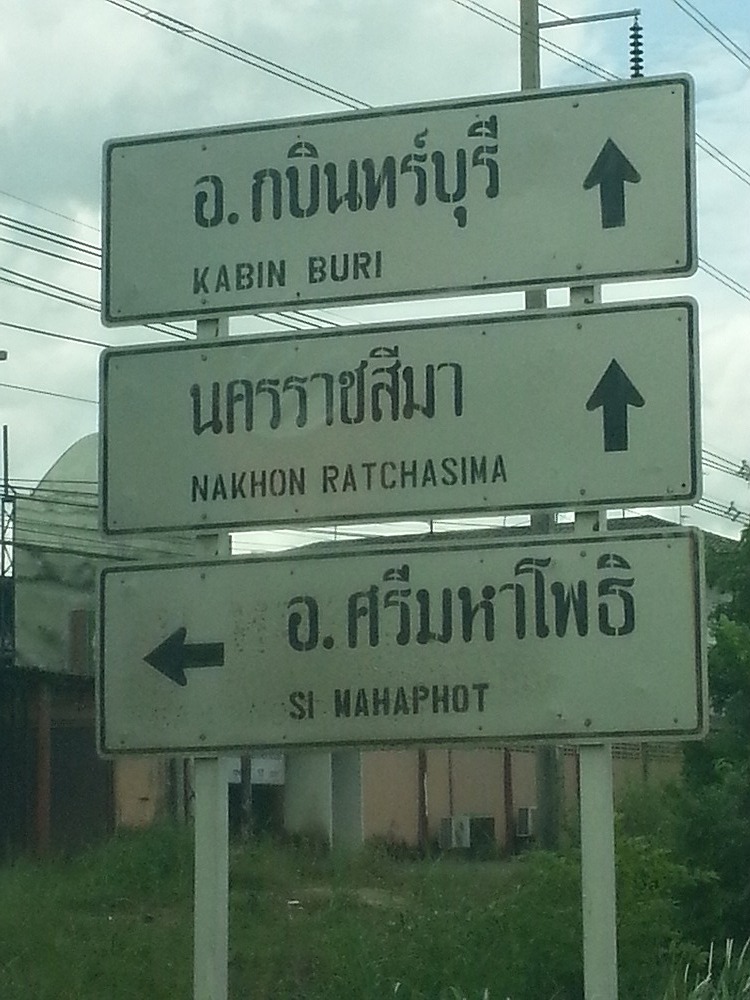 อ. กบินทร์บุรี
KABIN BURI
นครราชสีมา
NAKHON RATCHASIMA
อ. ศรีมหาโพธิ
SI MAHAPHOT